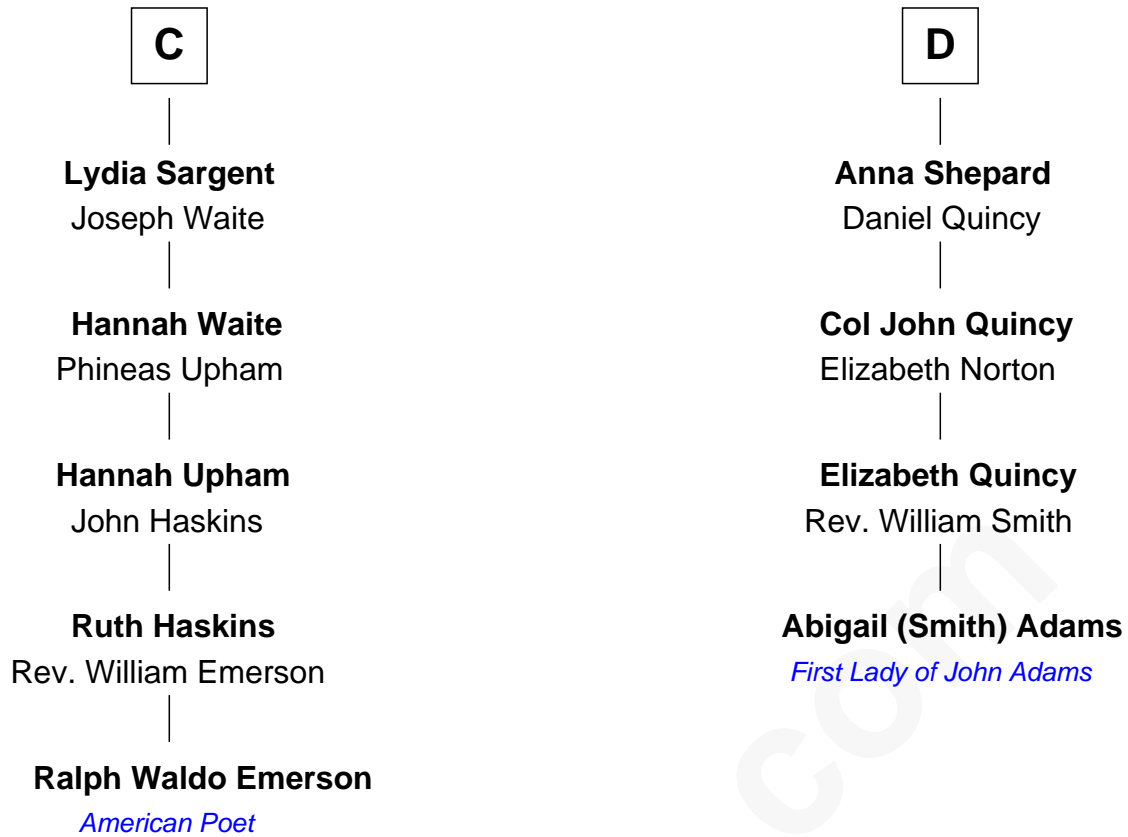 C
Lydia Sargent
Joseph Waite
Hannah Waite
Phineas Upham
Hannah Upham
John Haskins
Ruth Haskins
Rev. William Emerson
Ralph Waldo Emerson
American Poet
D
Anna Shepard
Daniel Quincy
Col John Quincy
Elizabeth Norton
Elizabeth Quincy
Rev. William Smith
Abigail (Smith) Adams
First Lady of John Adams
com